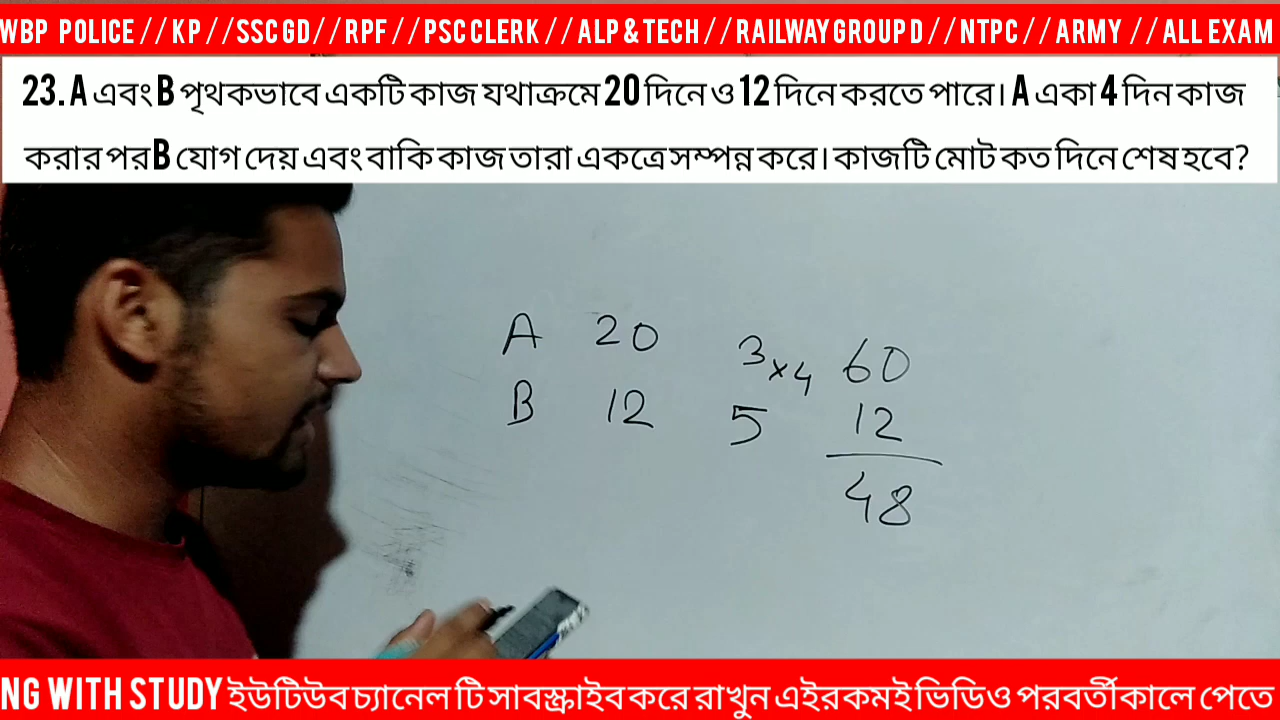 WBP POLICE // KP // SSC GD // RPF // PSC CLERK // ALP & TECH // RAILWAY GROUP D // NTPC // ARMY // ALL EXAM
23. A এবং B পৃথকভাবে একটি কাজ যথাক্রমে 20 দিনে ও 12 দিনে করতে পারে। A একা 4 দিন কাজ
করার পর B যোগ দেয় এবং বাকি কাজ তারা একত্রে সম্পন্ন করে। কাজটি মোট কত দিনে শেষ হবে?
A 20 3×4 60
B 12 5 12
48
NG WITH STUDY ইউটিউব চ্যানেল টি সাবস্ক্রাইব করে রাখুন এইরকমই ভিডিও পরবর্তীকালে পেতে